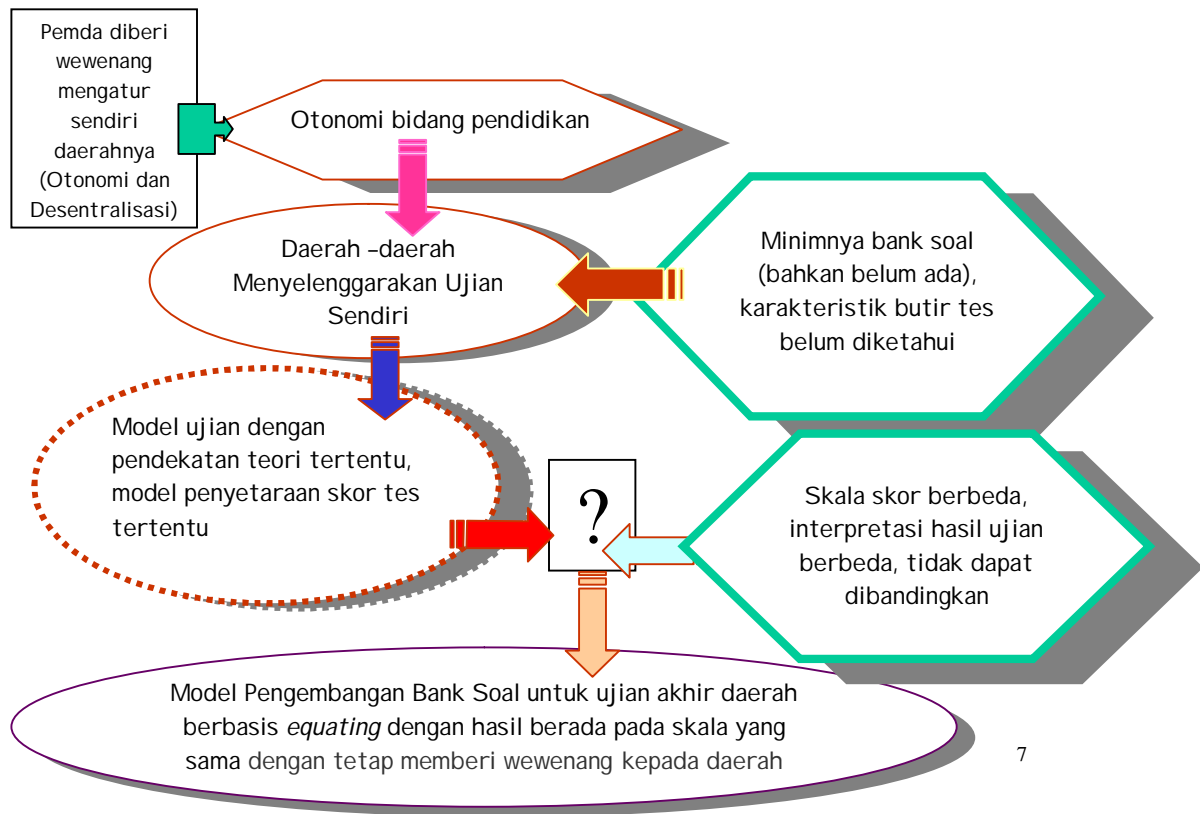 Pemda diberi
wewenang
mengatur
sendiri
daerahnya
(Otonomi dan
Desentralisasi)
Otonomi bidang pendidikan
Daerah –daerah
Menyelenggarakan Ujian
Sendiri
Minimnya bank soal
(bahkan belum ada),
karakteristik butir tes
belum diketahui
Model ujian dengan
pendekatan teori tertentu,
model penyetaraan skor tes
tertentu
?
Skala skor berbeda,
interpretasi hasil ujian
berbeda, tidak dapat
dibandingkan
Model Pengembangan Bank Soal untuk ujian akhir daerah
berbasis equating dengan hasil berada pada skala yang
sama dengan tetap memberi wewenang kepada daerah
7